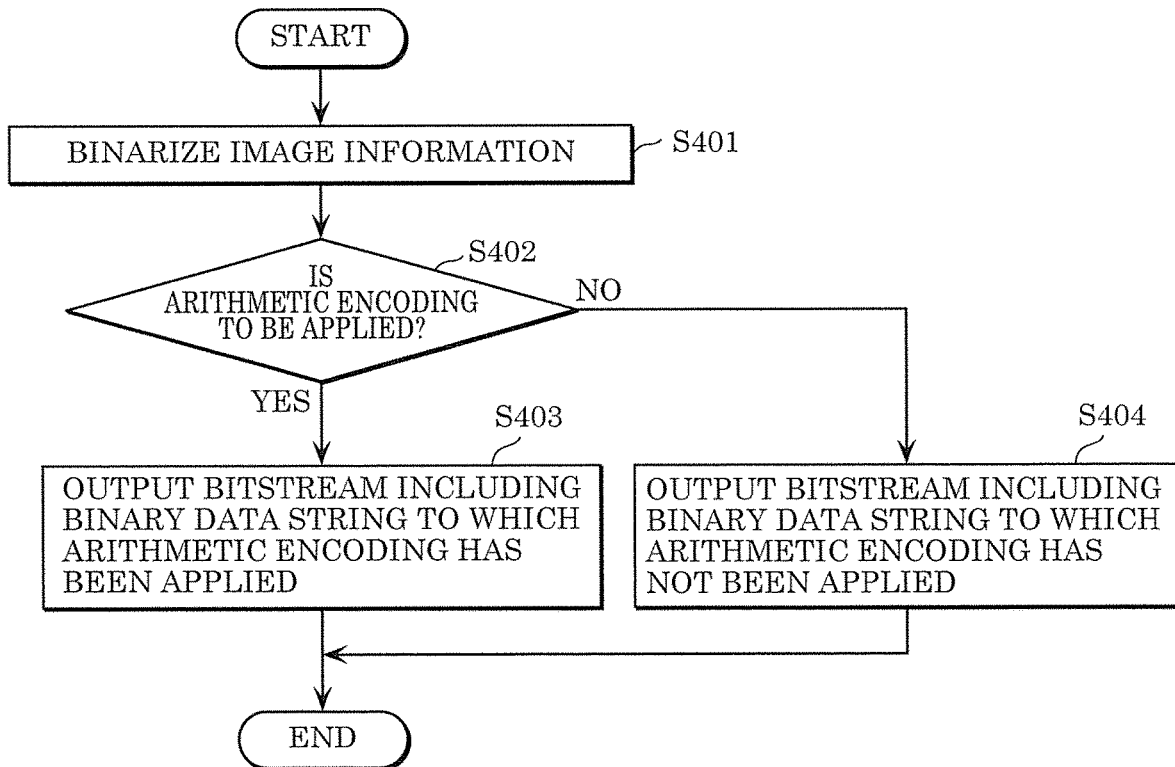 START
BINARIZE IMAGE INFORMATION
S401
S402
IS
ARITHMETIC ENCODING
TO BE APPLIED?
NO
YES
S403
OUTPUT BITSTREAM INCLUDING
BINARY DATA STRING TO WHICH
ARITHMETIC ENCODING HAS
BEEN APPLIED
S404
OUTPUT BITSTREAM INCLUDING
BINARY DATA STRING TO WHICH
ARITHMETIC ENCODING HAS
NOT BEEN APPLIED
END